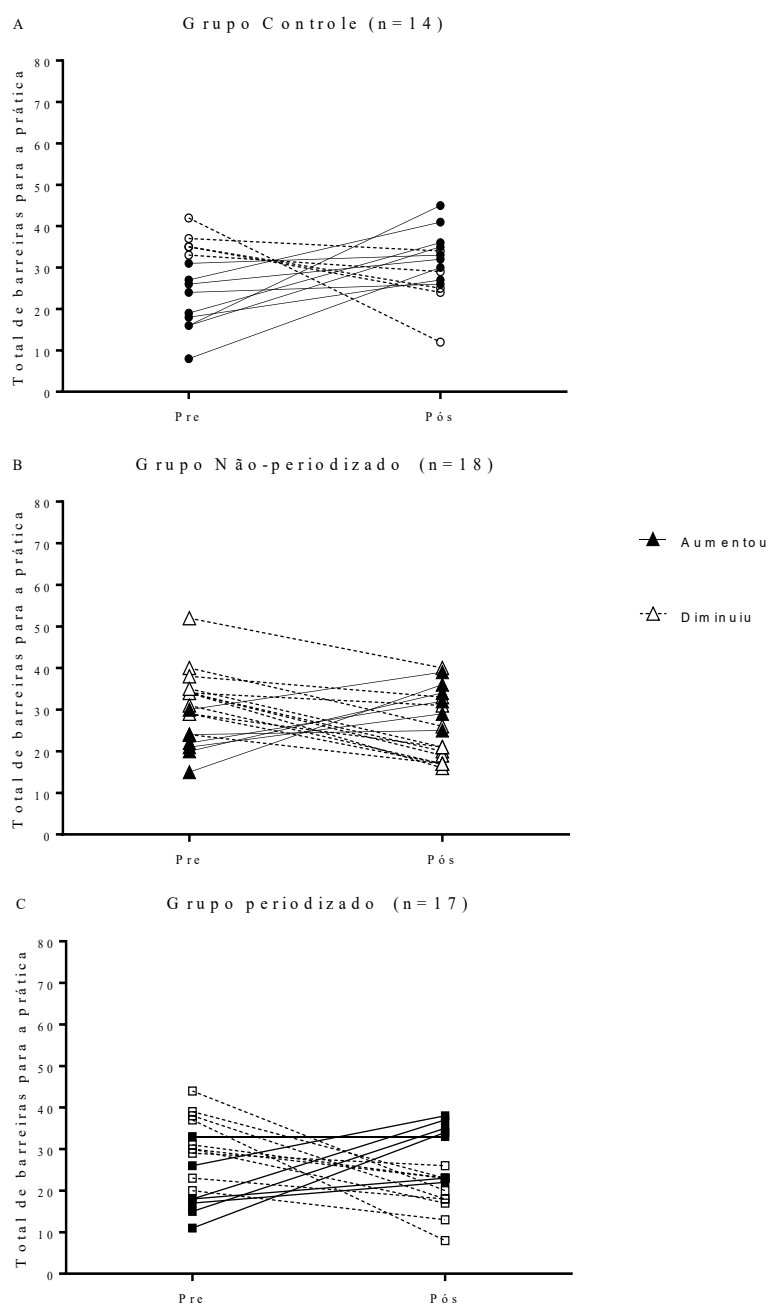 A
Grupo Controle (n=14)
Total de barreiras para a prática
80
70
60
50
40
30
20
10
0
Pre
Pós
B
Grupo Não-periodizado (n=18)
Total de barreiras para a prática
80
70
60
50
40
30
20
10
0
Pre
Pós
Aumentou
Diminuiu
C
Grupo periodizado (n=17)
Total de barreiras para a prática
80
70
60
50
40
30
20
10
0
Pre
Pós